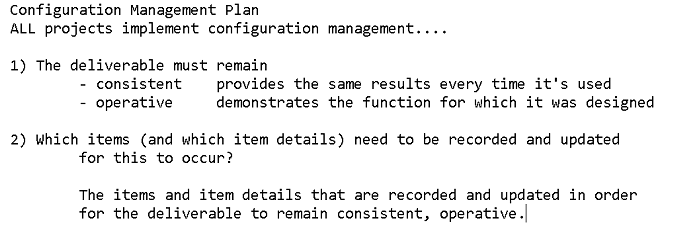 Configuration Management Plan
ALL projects implement configuration management....
1) The deliverable must remain
- consistent    provides the same results every time it's used
- operative     demonstrates the function for which it was designed
2) Which items (and which item details) need to be recorded and updated
for this to occur?
The items and item details that are recorded and updated in order
for the deliverable to remain consistent, operative.